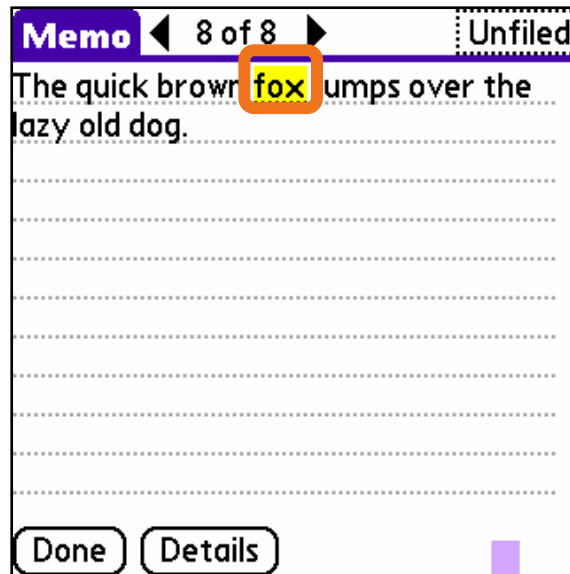 Memo 8 of 8 Unfiled
The quick brown fox jumps over the
lazy old dog.
Done Details